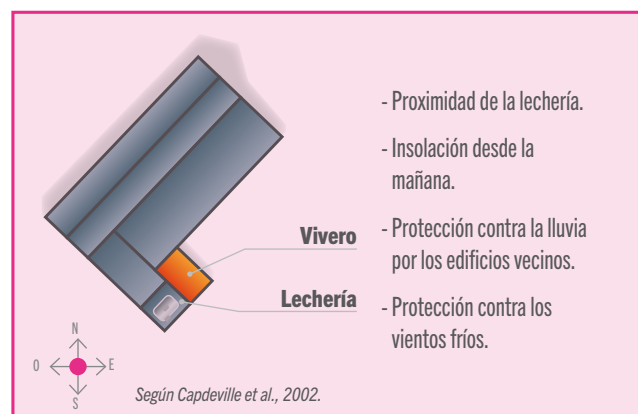 - Proximidad de la lechería.
- Insolación desde la
mañana.
Vivero
- Protección contra la lluvia
por los edificios vecinos.
Lechería
- Protección contra los
vientos fríos.
N
O
E
S
Según Capdeville et al., 2002.